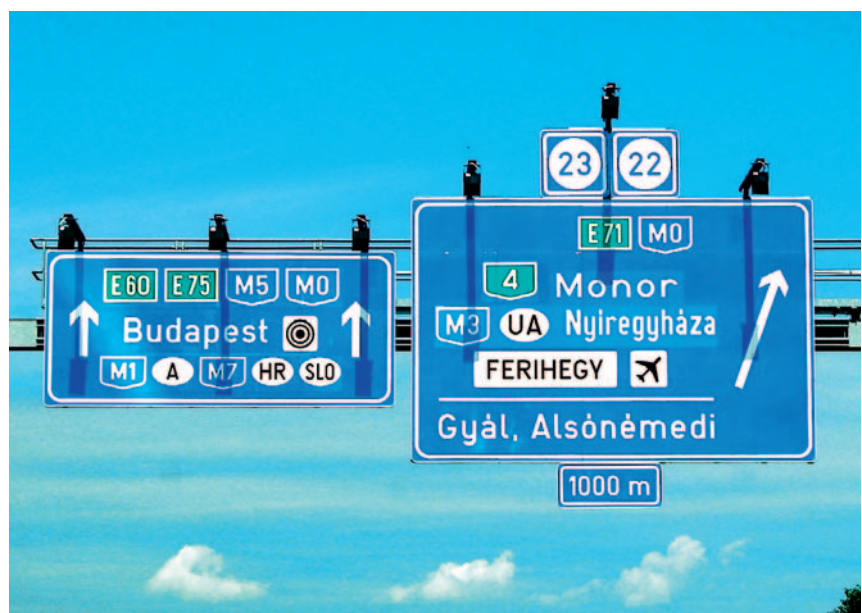 E60 E75 M5 M0
Budapest
M1 A M7 HR SLO
23 22
E71 M0
4 Monor
M3 UA Nyiregyháza
FERIHEGY
Gyál, Alsónémedi
1000 m